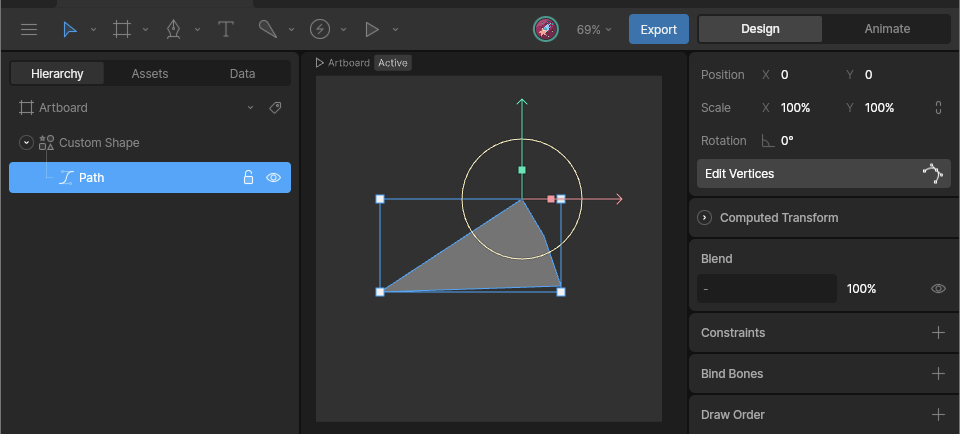 69%
Export
Design
Animate
Hierarchy
Assets
Data
Artboard
Custom Shape
Path
Artboard Active
Position X 0 Y 0
Scale X 100% Y 100%
Rotation 0°
Edit Vertices
Computed Transform
Blend
- 100%
Constraints
Bind Bones
Draw Order